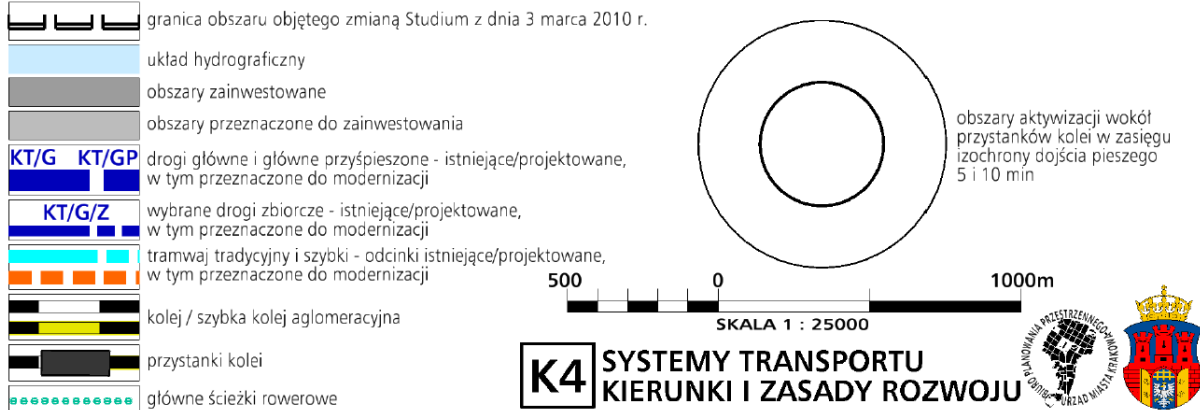 granica obszaru objętego zmianą Studium z dnia 3 marca 2010 r.
układ hydrograficzny
obszary zainwestowane
obszary przeznaczone do zainwestowania
KT/G KT/GP
drogi główne i główne przyśpieszone - istniejące/projektowane,
w tym przeznaczone do modernizacji
KT/G/Z
wybrane drogi zbiorcze - istniejące/projektowane,
w tym przeznaczone do modernizacji
tramwaj tradycyjny i szybki - odcinki istniejące/projektowane,
w tym przeznaczone do modernizacji
kolej / szybka kolej aglomeracyjna
przystanki kolei
główne ścieżki rowerowe
obszary aktywizacji wokół
przystanków kolei w zasięgu
izochrony dojścia pieszego
5 i 10 min
500 0 1000m
SKALA 1 : 25000
K4
SYSTEMY TRANSPORTU
KIERUNKI I ZASADY ROZWOJU
BIURO PLANOWANIA PRZESTRZENNEGO
URZĄD MIASTA KRAKOWA